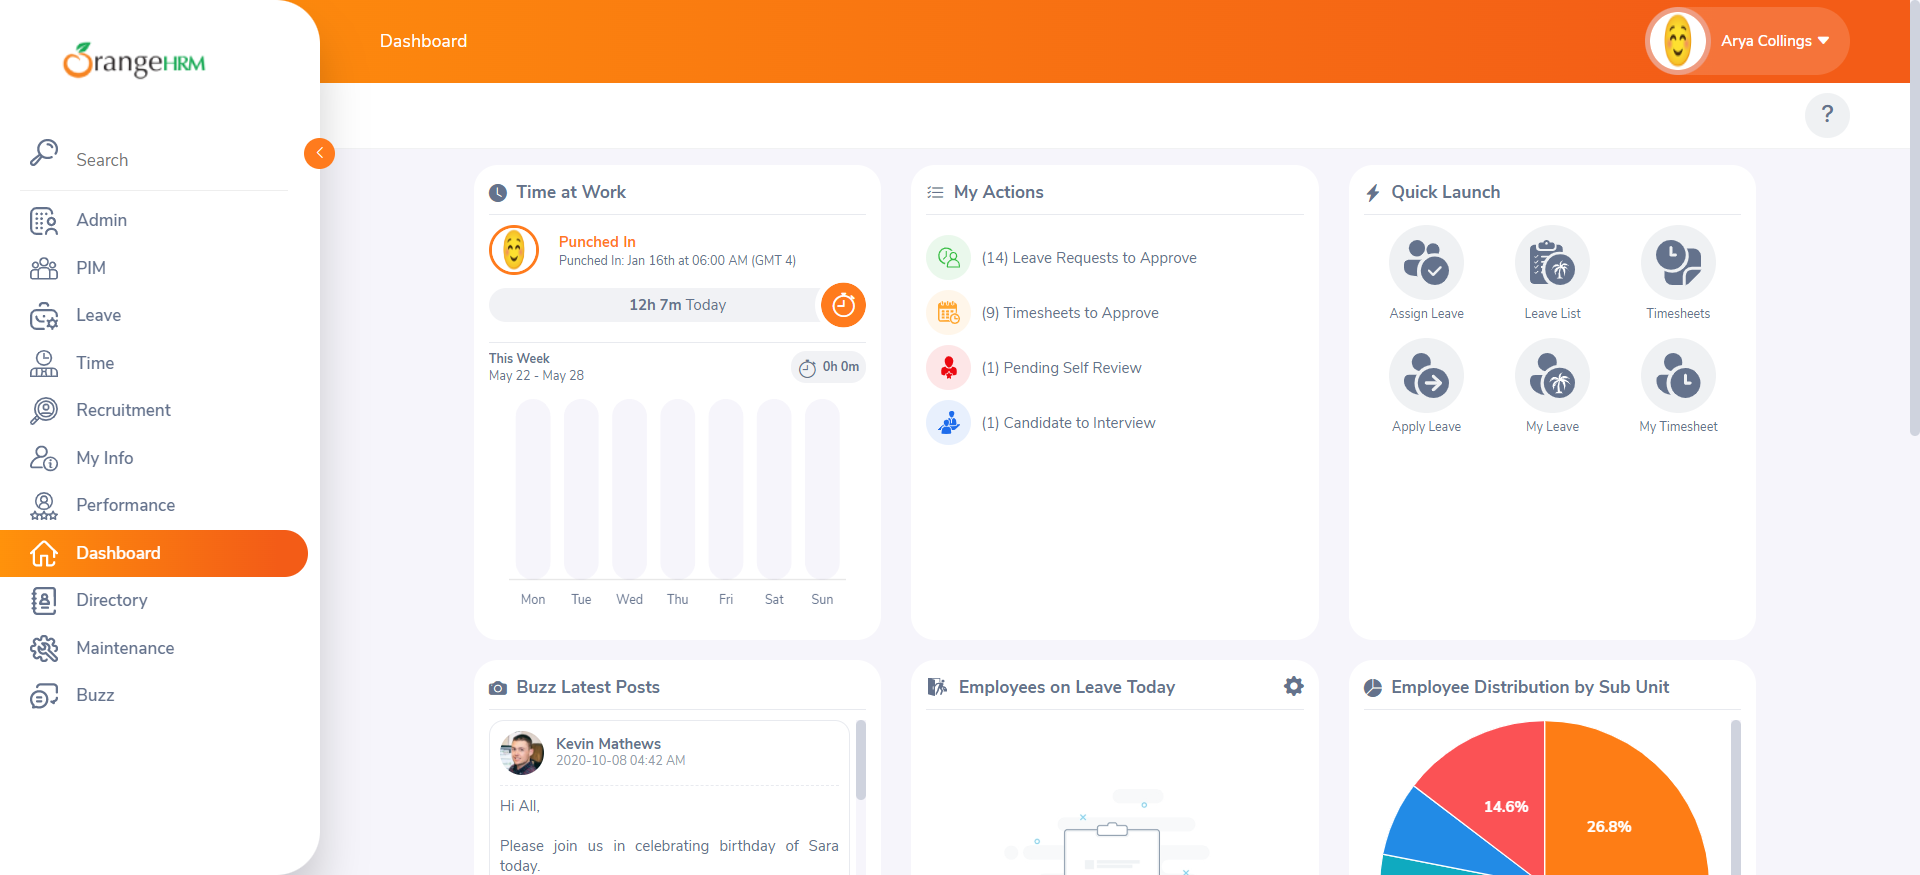 OrangeHRM
Search
Admin
PIM
Leave
Time
Recruitment
My Info
Performance
Dashboard
Directory
Maintenance
Buzz
Dashboard
Arya Collings
?
Time at Work
Punched In
Punched In: Jan 16th at 06:00 AM (GMT 4)
12h 7m Today
This Week
May 22 - May 28
0h 0m
Mon Tue Wed Thu Fri Sat Sun
My Actions
(14) Leave Requests to Approve
(9) Timesheets to Approve
(1) Pending Self Review
(1) Candidate to Interview
Quick Launch
Assign Leave Leave List Timesheets
Apply Leave My Leave My Timesheet
Buzz Latest Posts
Kevin Mathews
2020-10-08 04:42 AM
Hi All,
Please join us in celebrating birthday of Sara
today.
Employees on Leave Today
Employee Distribution by Sub Unit
14.6%
26.8%